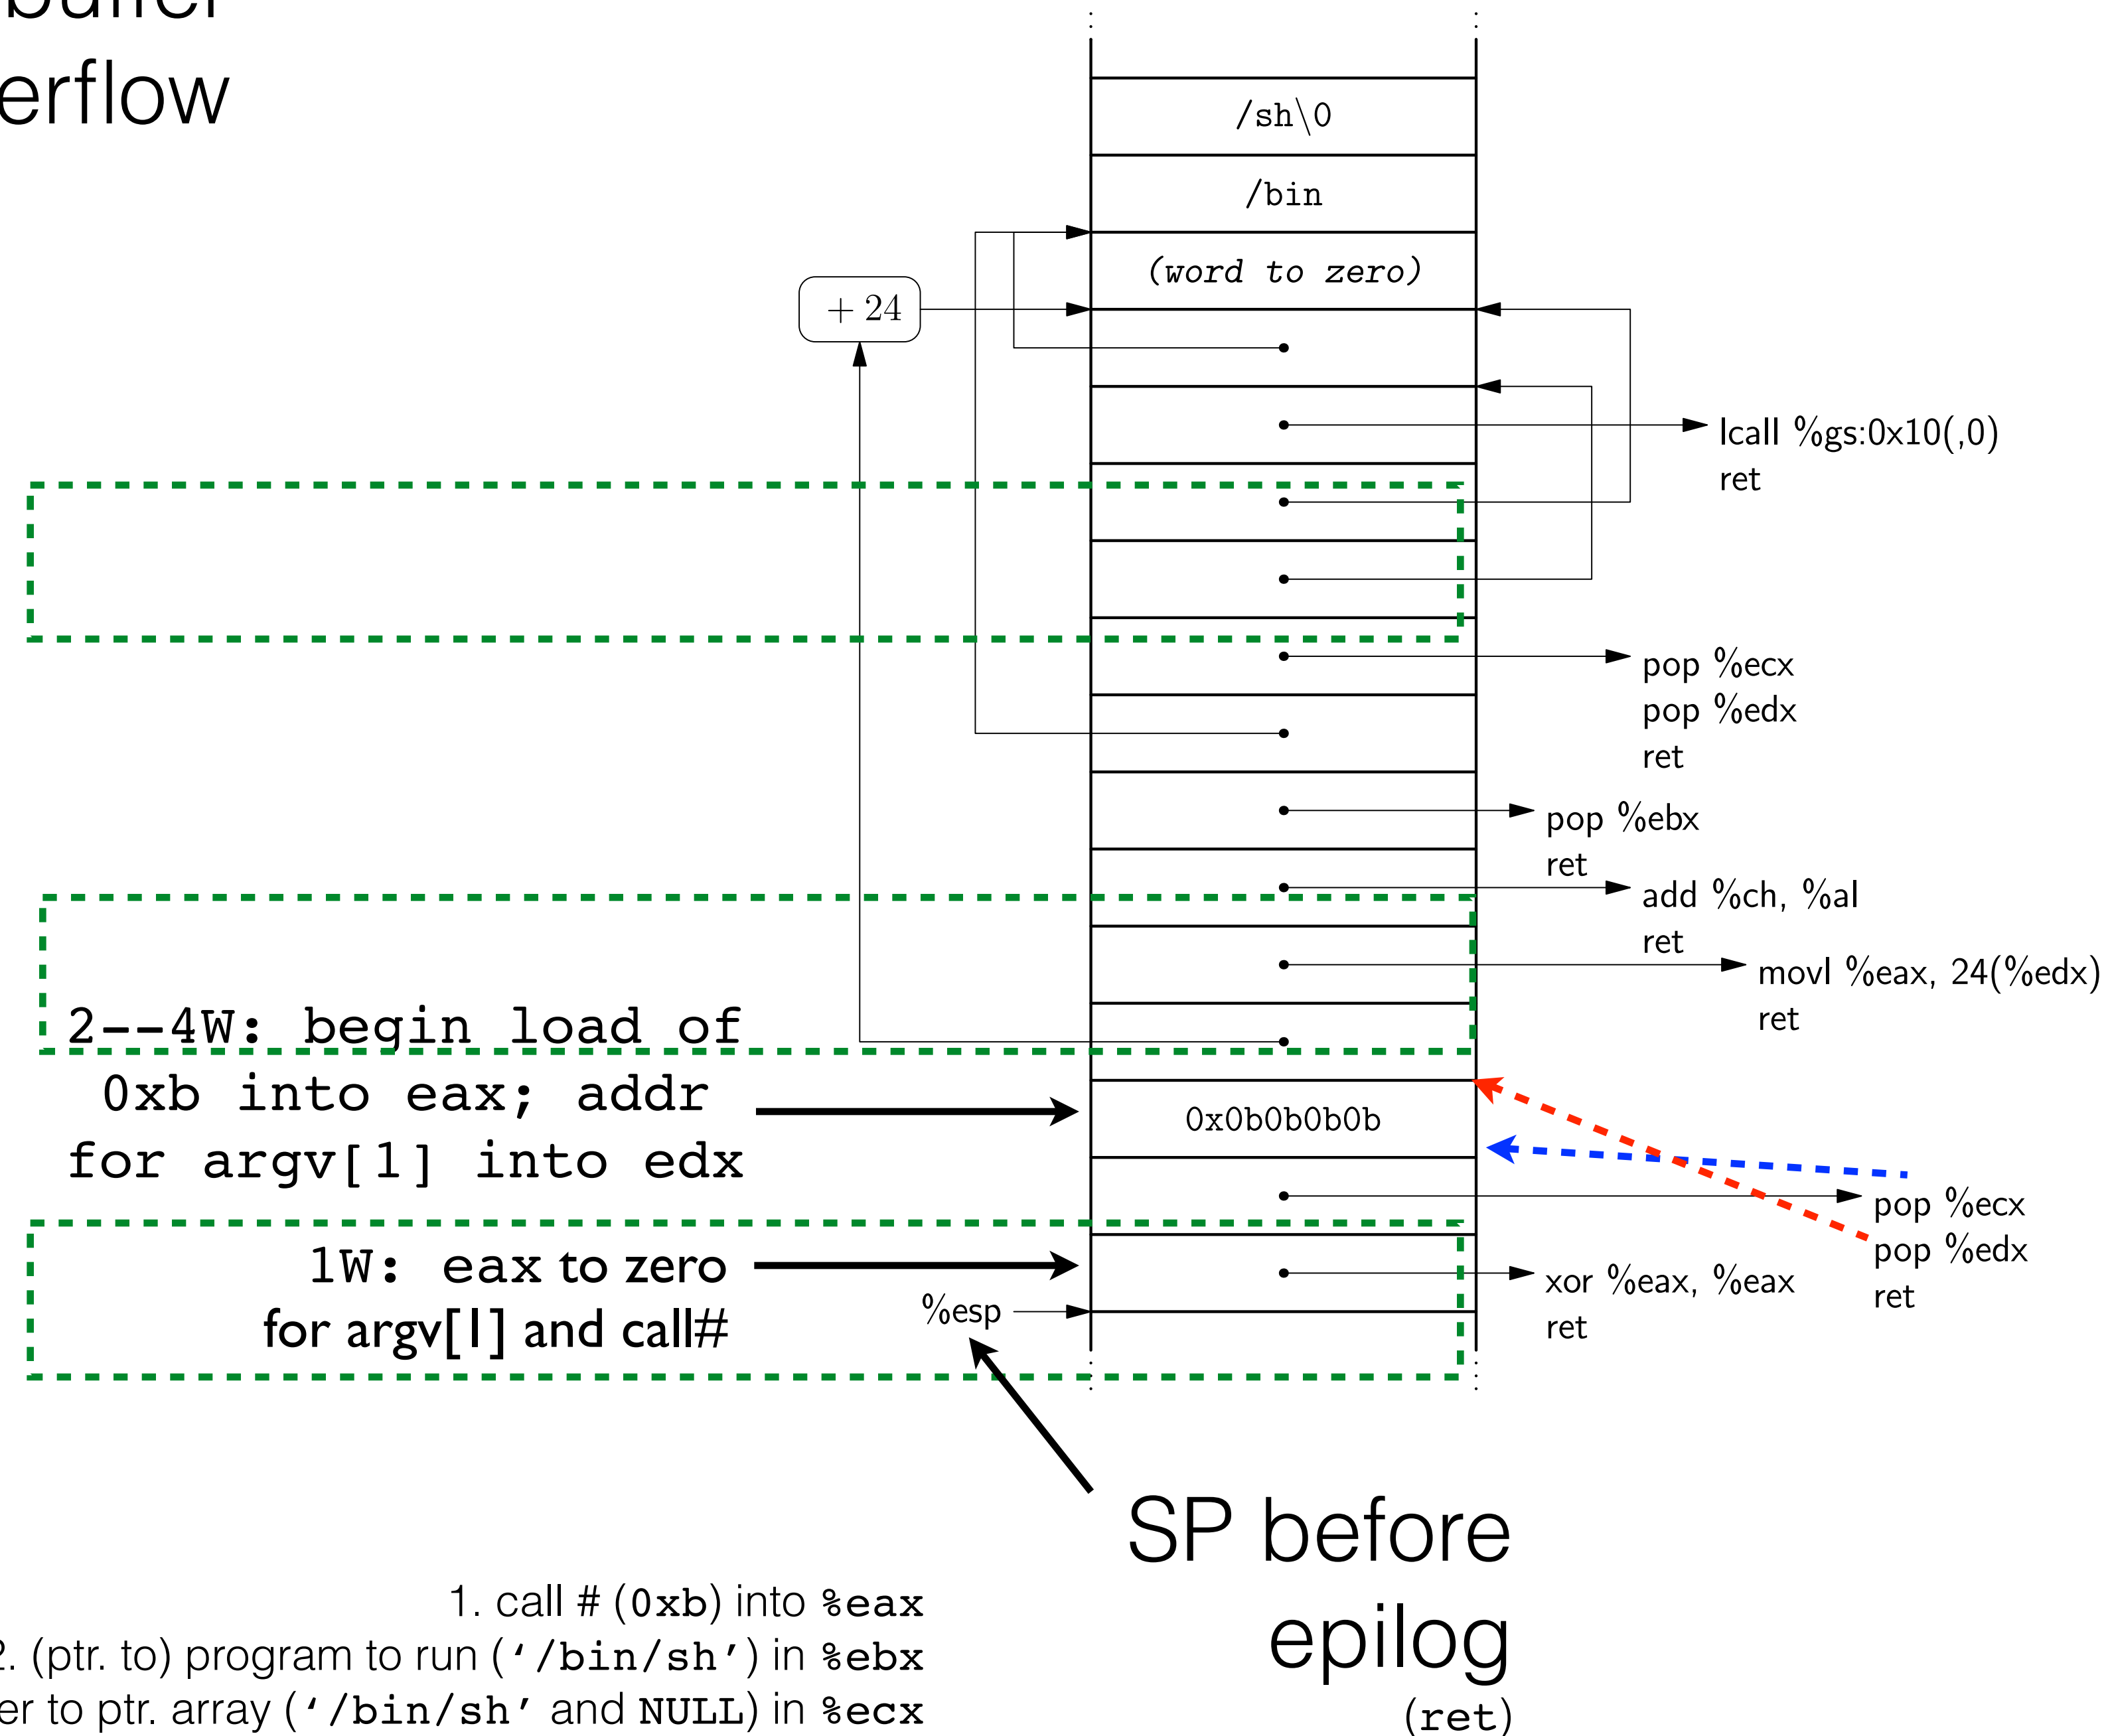 erflow
/sh\0
/bin
(word to zero)
+ 24
lcall %gs:0x10(,0)
ret
pop %ecx
pop %edx
ret
pop %ebx
ret
add %ch, %al
ret
movl %eax, 24(%edx)
ret
2--4W: begin load of
0xb into eax; addr
for argv[1] into edx
0x0b0b0b0b
pop %ecx
pop %edx
ret
1W: eax to zero
for argv[1] and call#
xor %eax, %eax
ret
%esp
SP before
epilog
(ret)
1. call # (0xb) into %eax
2. (ptr. to) program to run (‘/bin/sh’) in %ebx
er to ptr. array (‘/bin/sh’ and NULL) in %ecx